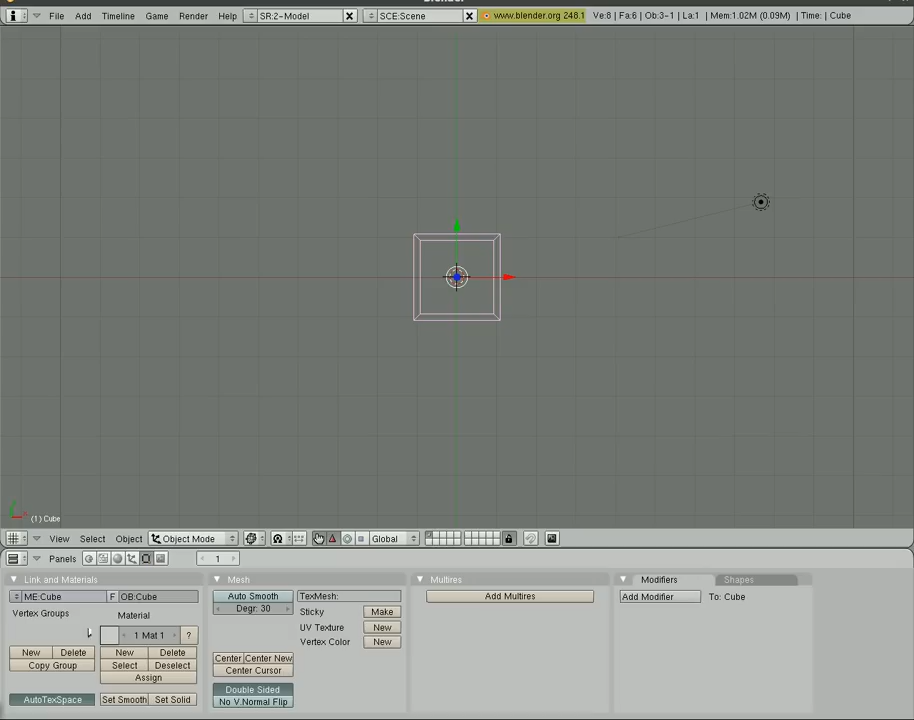 Blender
File Add Timeline Game Render Help SR:2-Model SCE:Scene www.blender.org 248.1 Ve:8 | Fa:6 | Ob:3-1 | La:1 | Mem:1.02M (0.09M) | Time: | Cube
(1) Cube
View Select Object Object Mode Global
Panels 1
Link and Materials Mesh Multires Modifiers Shapes
ME:Cube F OB:Cube Auto Smooth TexMesh: Add Multires Add Modifier To: Cube
Degr: 30
Vertex Groups Material Sticky Make
1 Mat 1 ? UV Texture New
Vertex Color New
New Delete New Delete Center Center New
Copy Group Select Deselect Center Cursor
Assign
AutoTexSpace Set Smooth Set Solid Double Sided
No V.Normal Flip